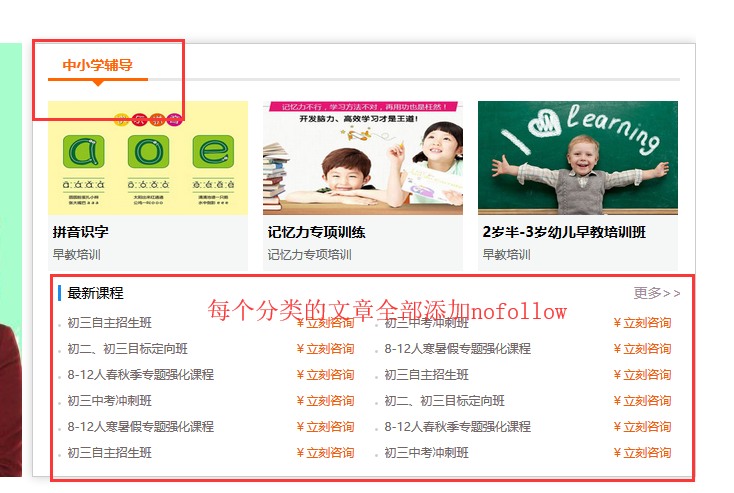 中小学辅导
快乐拼音
a o e
记忆力不行，学习方法不对，再用功也是枉然！
开发脑力、高效学习才是王道!
I learning
拼音识字
早教培训
记忆力专项训练
记忆力专项培训
2岁半-3岁幼儿早教培训班
早教培训
最新课程
更多>>
每个分类的文章全部添加nofollow
初三自主招生班 ¥立刻咨询
初三中考冲刺班 ¥立刻咨询
初二、初三目标定向班 ¥立刻咨询
8-12人寒暑假专题强化课程 ¥立刻咨询
8-12人春秋季专题强化课程 ¥立刻咨询
初三自主招生班 ¥立刻咨询
初三中考冲刺班 ¥立刻咨询
初二、初三目标定向班 ¥立刻咨询
8-12人寒暑假专题强化课程 ¥立刻咨询
8-12人春秋季专题强化课程 ¥立刻咨询
初三自主招生班 ¥立刻咨询
初三中考冲刺班 ¥立刻咨询